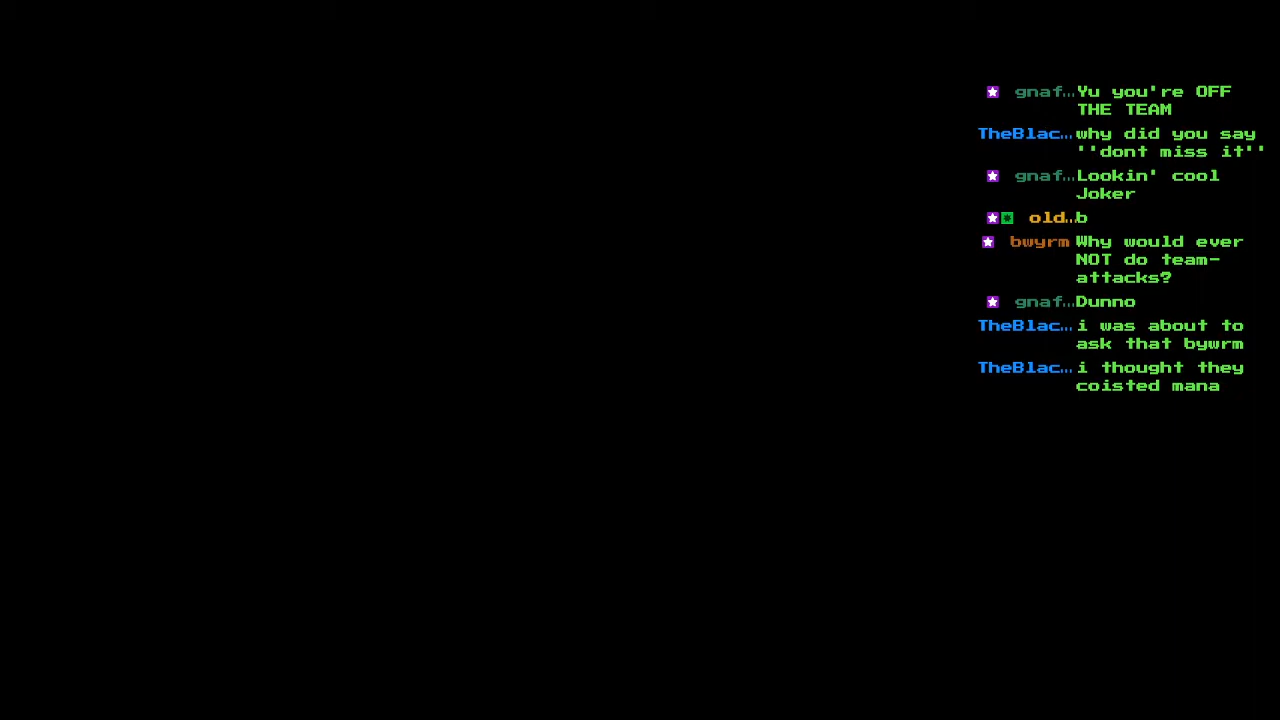 gnaf… Yu you're OFF
THE TEAM
TheBlac… why did you say
''dont miss it''
gnaf… Lookin' cool
Joker
old… b
bwyrm Why would ever
NOT do team-
attacks?
gnaf… Dunno
TheBlac… i was about to
ask that bywrm
TheBlac… i thought they
coisted mana